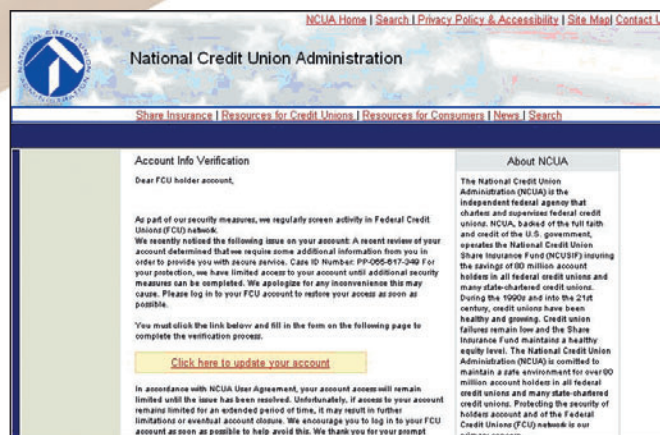 NCUA Home | Search | Privacy Policy & Accessibility | Site Map| Contact U
NATIONAL CREDIT UNION ADMINISTRATION
National Credit Union Administration
Share Insurance | Resources for Credit Unions | Resources for Consumers | News | Search
Account Info Verification
Dear FCU holder account,
As part of our security measures, we regularly screen activity in Federal Credit
Unions (FCU) network.
We recently noticed the following issue on your account: A recent review of your
account determined that we require some additional information from you in
order to provide you with secure service. Case ID Number: PP-065-617-349 For
your protection, we have limited access to your account until additional security
measures can be completed. We apologize for any inconvenience this may
cause. Please log in to your FCU account to restore your access as soon as
possible.
You must click the link below and fill in the form on the following page to
complete the verification process.
Click here to update your account
In accordance with NCUA User Agreement, your account access will remain
limited until the issue has been resolved. Unfortunately, if access to your account
remains limited for an extended period of time, it may result in further
limitations or eventual account closure. We encourage you to log in to your FCU
account as soon as possible to help avoid this. We thank you for your prompt
About NCUA
The National Credit Union
Administration (NCUA) is the
independent federal agency that
charters and supervises federal credit
unions. NCUA, backed of the full faith
and credit of the U.S. government,
operates the National Credit Union
Share Insurance Fund (NCUSIF) insuring
the savings of 80 million account
holders in all federal credit unions and
many state-chartered credit unions.
During the 1990s and into the 21st
century, credit unions have been
healthy and growing. Credit union
failures remain low and the Share
Insurance Fund maintains a healthy
equity level. The National Credit Union
Administration (NCUA) is comitted to
maintain a safe environment for over 90
million account holders in all federal
credit unions and many state-chartered
credit unions. Protecting the security of
holders account and of the Federal
Credit Unions (FCU) network is our
primary concern.